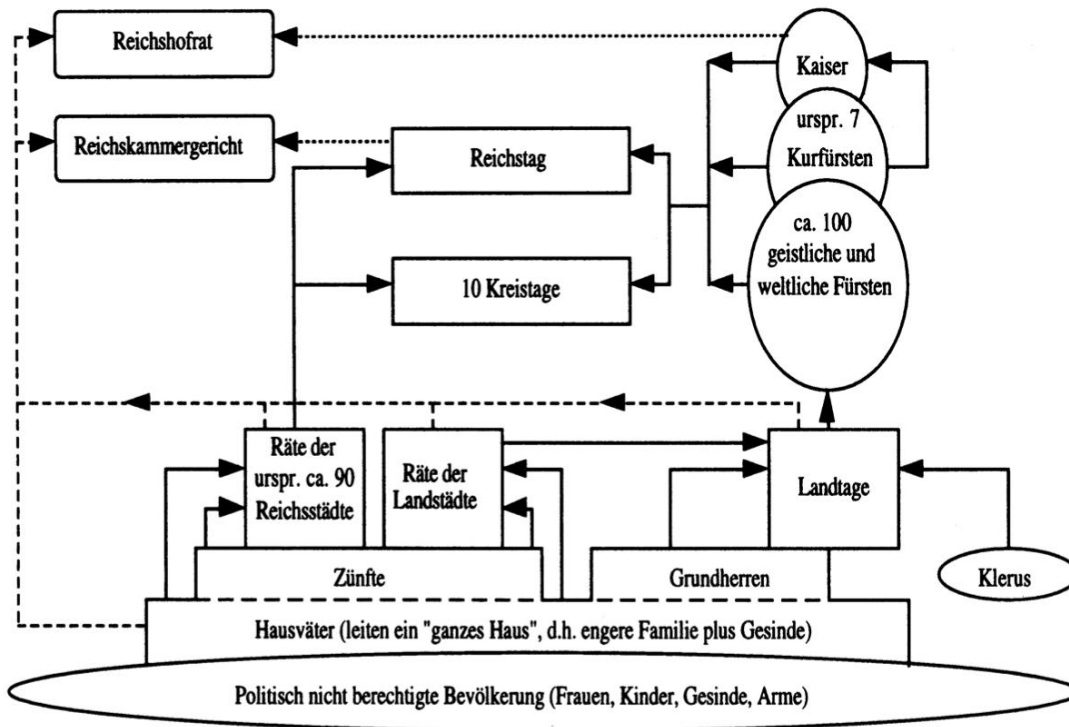 Reichshofrat
Kaiser
Reichskammergericht
Reichstag
urspr. 7
Kurfürsten
10 Kreistage
ca. 100
geistliche und
weltliche Fürsten
Räte der
urspr. ca. 90
Reichsstädte
Räte der
Landstädte
Landtage
Zünfte
Grundherren
Klerus
Hausväter (leiten ein "ganzes Haus", d.h. engere Familie plus Gesinde)
Politisch nicht berechtigte Bevölkerung (Frauen, Kinder, Gesinde, Arme)